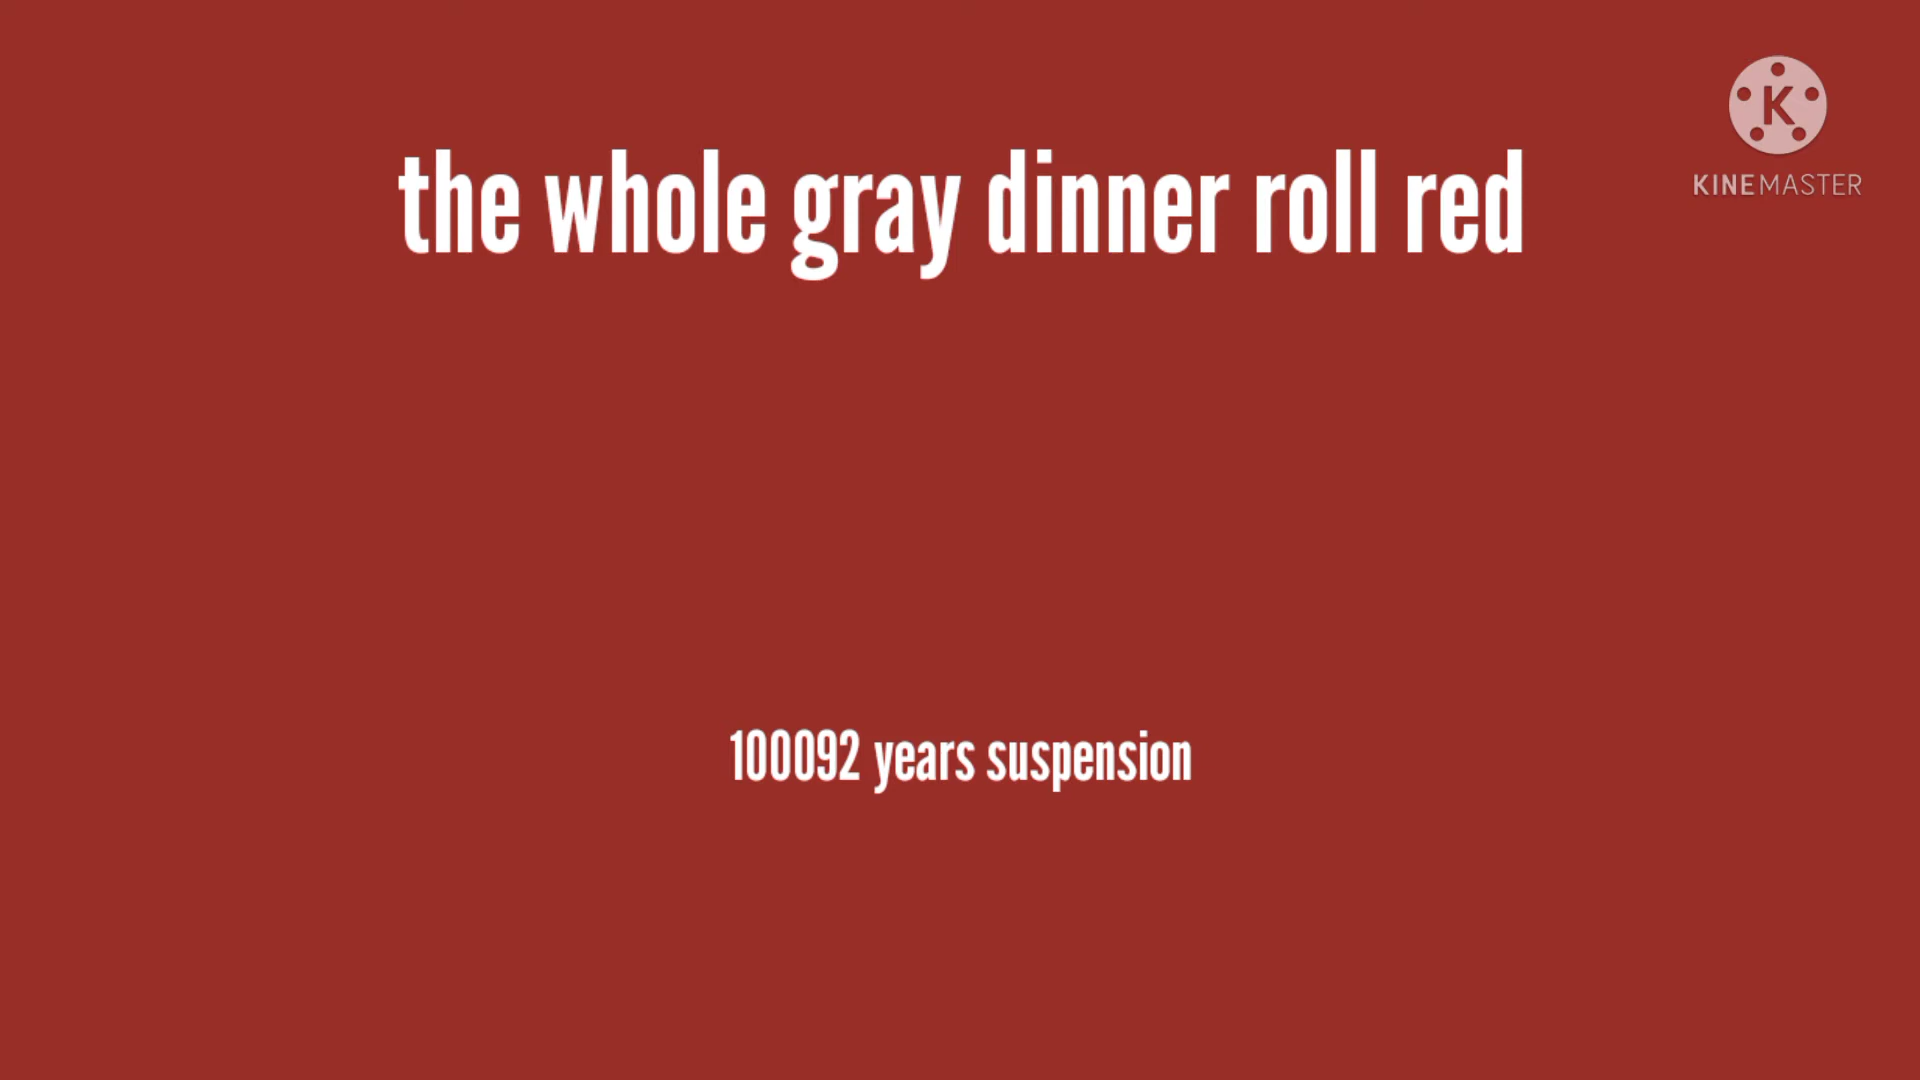 K
KINEMASTER
the whole gray dinner roll red
100092 years suspension